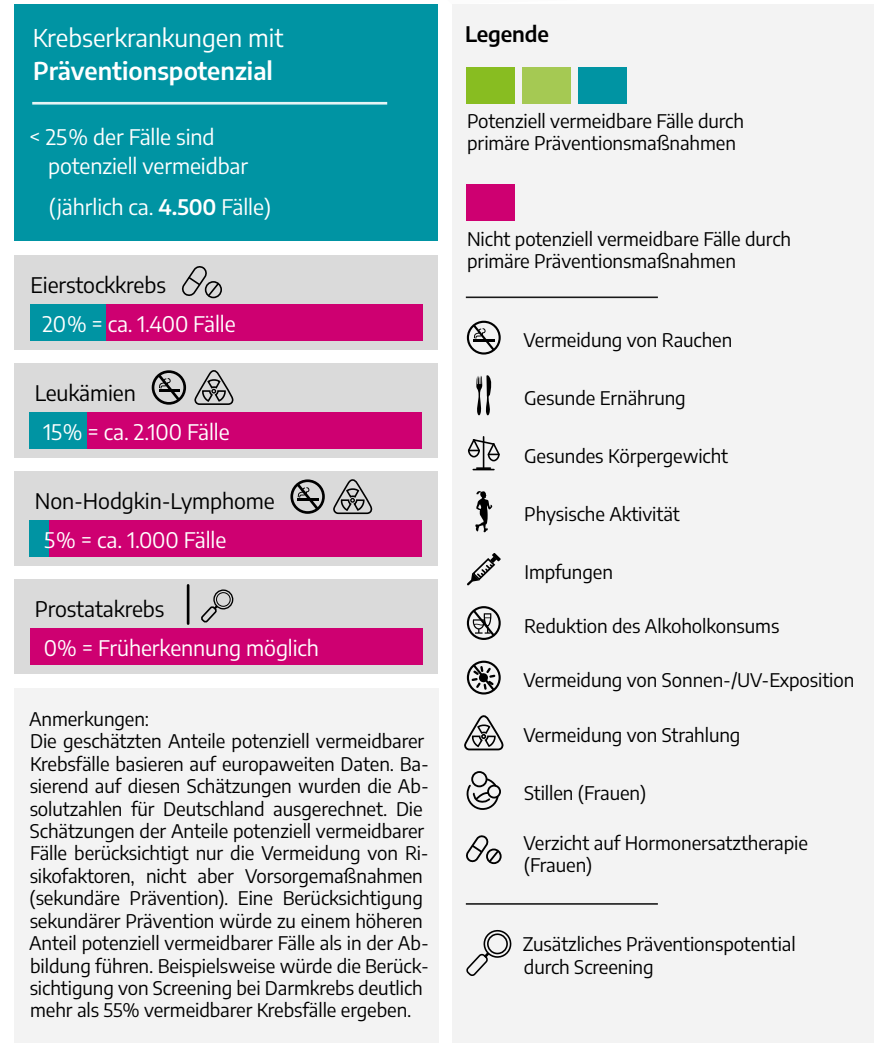 Krebserkrankungen mit
Präventionspotenzial
< 25% der Fälle sind
potenziell vermeidbar
(jährlich ca. 4.500 Fälle)
Eierstockkrebs
20% = ca. 1.400 Fälle
Leukämien
15% = ca. 2.100 Fälle
Non-Hodgkin-Lymphome
5% = ca. 1.000 Fälle
Prostatakrebs
0% = Früherkennung möglich
Anmerkungen:
Die geschätzten Anteile potenziell vermeidbarer
Krebsfälle basieren auf europaweiten Daten. Ba-
sierend auf diesen Schätzungen wurden die Ab-
solutzahlen für Deutschland ausgerechnet. Die
Schätzungen der Anteile potenziell vermeidbarer
Fälle berücksichtigt nur die Vermeidung von Ri-
sikofaktoren, nicht aber Vorsorgemaßnahmen
(sekundäre Prävention). Eine Berücksichtigung
sekundärer Prävention würde zu einem höheren
Anteil potenziell vermeidbarer Fälle als in der Ab-
bildung führen. Beispielsweise würde die Berück-
sichtigung von Screening bei Darmkrebs deutlich
mehr als 55% vermeidbarer Krebsfälle ergeben.
Legende
Potenziell vermeidbare Fälle durch
primäre Präventionsmaßnahmen
Nicht potenziell vermeidbare Fälle durch
primäre Präventionsmaßnahmen
Vermeidung von Rauchen
Gesunde Ernährung
Gesundes Körpergewicht
Physische Aktivität
Impfungen
Reduktion des Alkoholkonsums
Vermeidung von Sonnen-/UV-Exposition
Vermeidung von Strahlung
Stillen (Frauen)
Verzicht auf Hormonersatztherapie
(Frauen)
Zusätzliches Präventionspotential
durch Screening